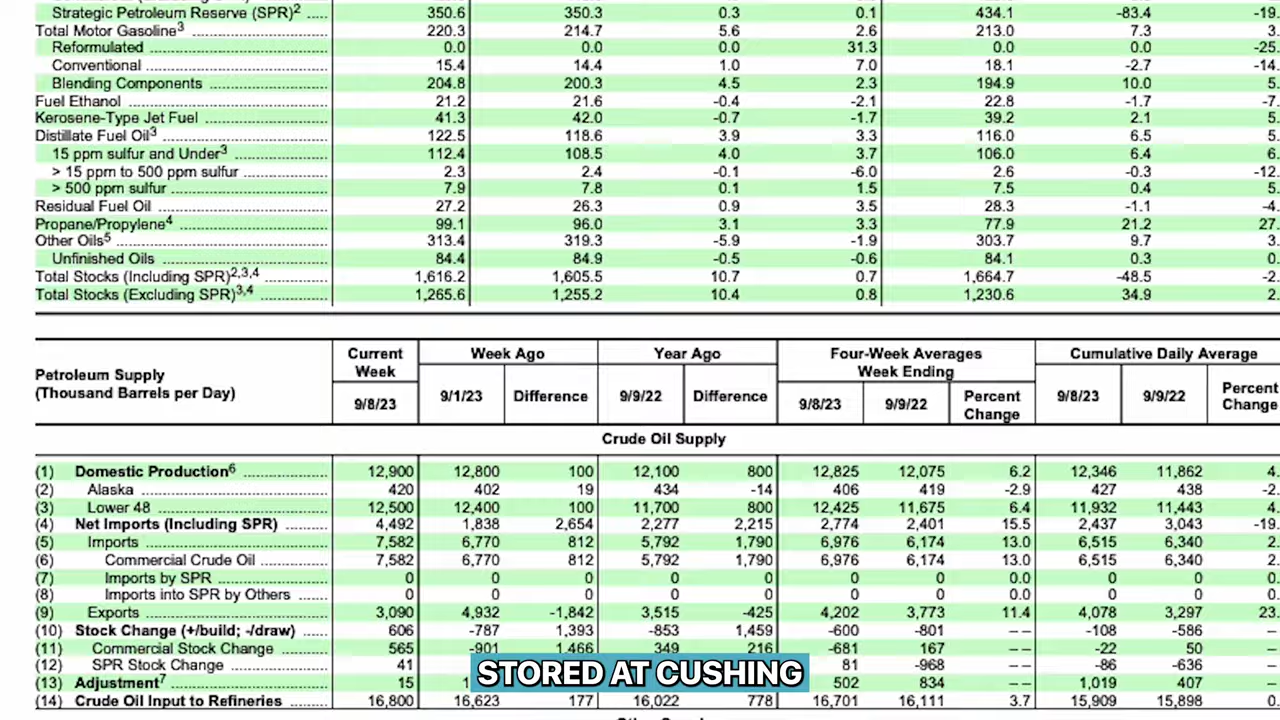 Strategic Petroleum Reserve (SPR)2 ..... 350.6 350.3 0.3 0.1 434.1 -83.4 -19.
Total Motor Gasoline3 220.3 214.7 5.6 2.6 213.0 7.3 3.
Reformulated 0.0 0.0 0.0 31.3 0.0 0.0 -25.
Conventional 15.4 14.4 1.0 7.0 18.1 -2.7 -14.
Blending Components 204.8 200.3 4.5 2.3 194.9 10.0 5.
Fuel Ethanol 21.2 21.6 -0.4 -2.1 22.8 -1.7 -7.
Kerosene-Type Jet Fuel 41.3 42.0 -0.7 -1.7 39.2 2.1 5.
Distillate Fuel Oil3 122.5 118.6 3.9 3.3 116.0 6.5 5.
15 ppm sulfur and Under3 112.4 108.5 4.0 3.7 106.0 6.4 6.
> 15 ppm to 500 ppm sulfur 2.3 2.4 -0.1 -6.0 2.6 -0.3 -12.
> 500 ppm sulfur 7.9 7.8 0.1 1.5 7.5 0.4 5.
Residual Fuel Oil 27.2 26.3 0.9 3.5 28.3 -1.1 -4.
Propane/Propylene4 99.1 96.0 3.1 3.3 77.9 21.2 27.
Other Oils5 313.4 319.3 -5.9 -1.9 303.7 9.7 3.
Unfinished Oils 84.4 84.9 -0.5 -0.6 84.1 0.3 0.
Total Stocks (Including SPR)2,3,4 1,616.2 1,605.5 10.7 0.7 1,664.7 -48.5 -2.
Total Stocks (Excluding SPR)3,4 1,265.6 1,255.2 10.4 0.8 1,230.6 34.9 2.
Petroleum Supply
(Thousand Barrels per Day)
Current
Week
Week Ago
Year Ago
Four-Week Averages
Week Ending
Cumulative Daily Average
9/8/23 9/1/23 Difference 9/9/22 Difference 9/8/23 9/9/22 Percent Change 9/8/23 9/9/22 Percent Change
Crude Oil Supply
(1) Domestic Production6 12,900 12,800 100 12,100 800 12,825 12,075 6.2 12,346 11,862 4.
(2) Alaska 420 402 19 434 -14 406 419 -2.9 427 438 -2.
(3) Lower 48 12,500 12,400 100 11,700 800 12,425 11,675 6.4 11,932 11,443 4.
(4) Net Imports (Including SPR) 4,492 1,838 2,654 2,277 2,215 2,774 2,401 15.5 2,437 3,043 -19.
(5) Imports 7,582 6,770 812 5,792 1,790 6,976 6,174 13.0 6,515 6,340 2.
(6) Commercial Crude Oil 7,582 6,770 812 5,792 1,790 6,976 6,174 13.0 6,515 6,340 2.
(7) Imports by SPR 0 0 0 0 0 0 0 0.0 0 0 0.
(8) Imports into SPR by Others 0 0 0 0 0 0 0 0.0 0 0 0.
(9) Exports 3,090 4,932 -1,842 3,515 -425 4,202 3,773 11.4 4,078 3,297 23.
(10) Stock Change (+/build; -/draw) 606 -787 1,393 -853 1,459 -600 -801 -- -108 -586 --
(11) Commercial Stock Change 565 -901 1,466 349 216 -681 167 -- -22 50 --
(12) SPR Stock Change 41 81 -968 -- -86 -636 --
(13) Adjustment7 15 502 834 -- 1,019 407 --
(14) Crude Oil Input to Refineries 16,800 16,623 177 16,022 778 16,701 16,111 3.7 15,909 15,898 0.
STORED AT CUSHING